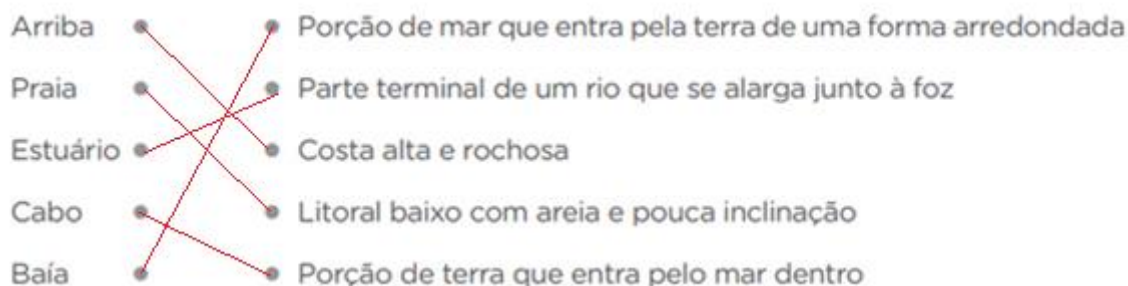 Arriba Porção de mar que entra pela terra de uma forma arredondada
Praia Parte terminal de um rio que se alarga junto à foz
Estuário Costa alta e rochosa
Cabo Litoral baixo com areia e pouca inclinação
Baía Porção de terra que entra pelo mar dentro